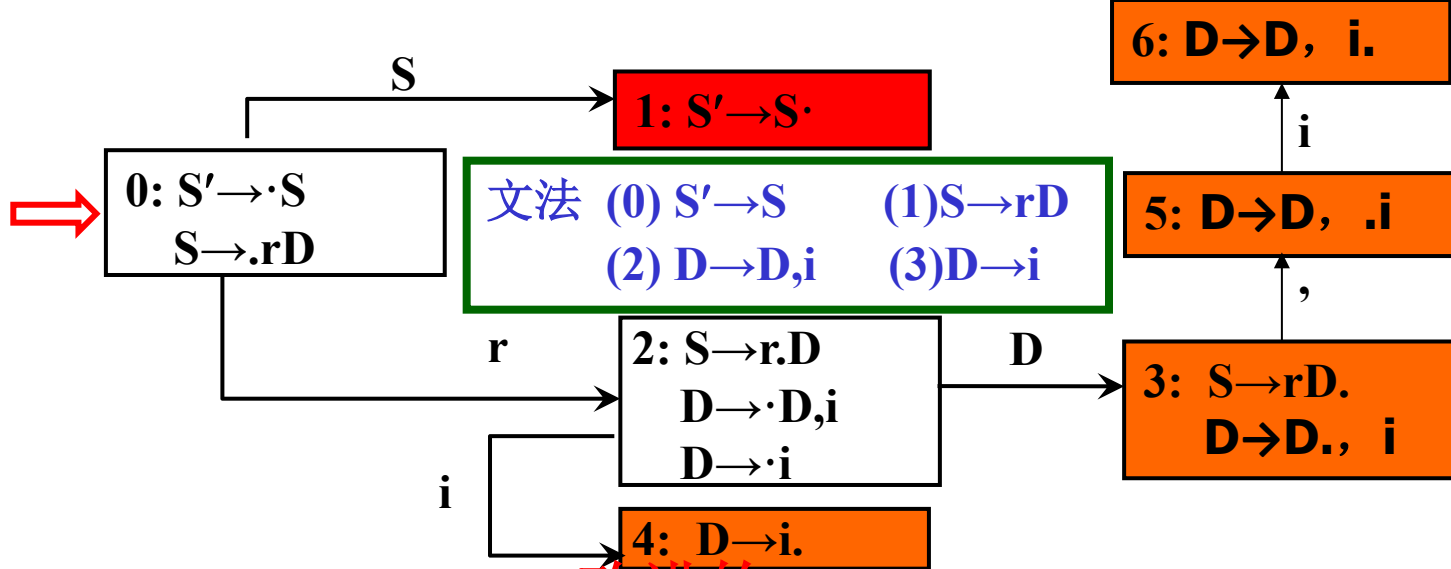 6: D→D，i.
S
1: S′→S·
i
0: S′→·S
S→.rD
文法 (0) S′→S (1)S→rD
(2) D→D,i (3)D→i
5: D→D，.i
,
r
2: S→r.D
D→·D,i
D→·i
D
3: S→rD.
D→D.，i
i
4: D→i.